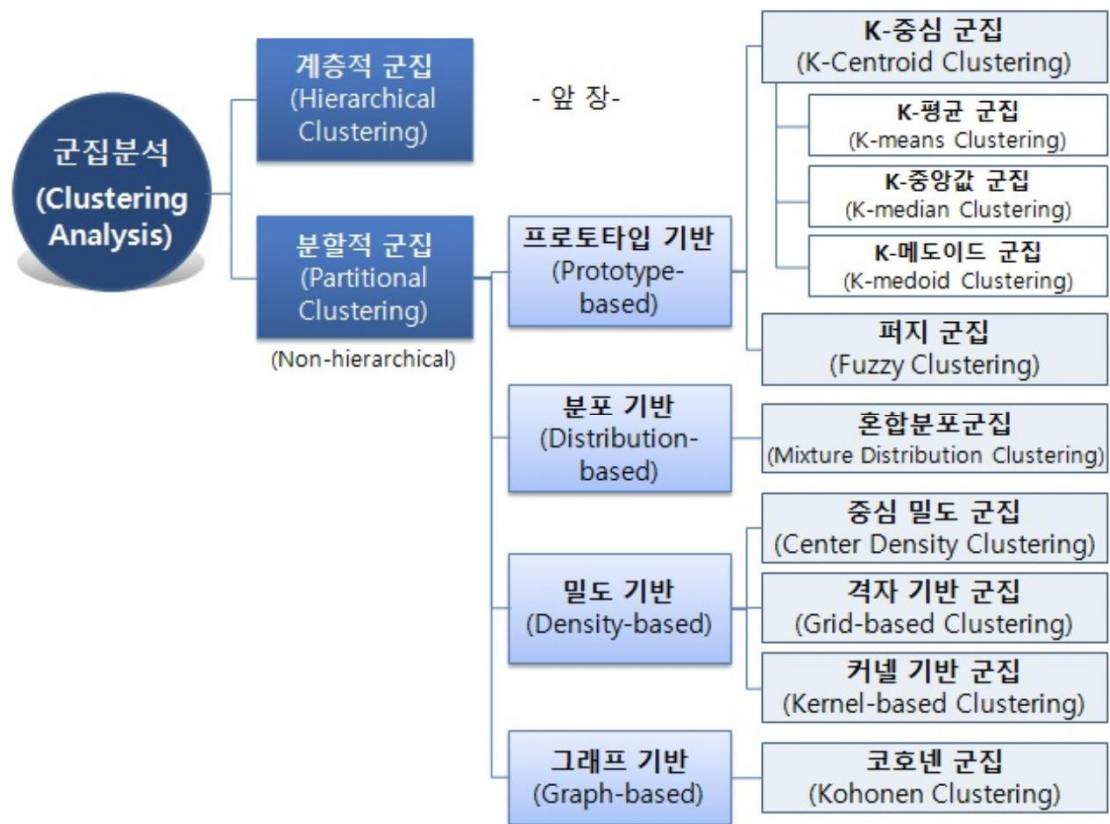 군집분석
(Clustering
Analysis)
계층적 군집
(Hierarchical
Clustering)
- 앞 장-
분할적 군집
(Partitional
Clustering)
(Non-hierarchical)
프로토타입 기반
(Prototype-
based)
K-중심 군집
(K-Centroid Clustering)
K-평균 군집
(K-means Clustering)
K-중앙값 군집
(K-median Clustering)
K-메도이드 군집
(K-medoid Clustering)
퍼지 군집
(Fuzzy Clustering)
분포 기반
(Distribution-
based)
혼합분포군집
(Mixture Distribution Clustering)
밀도 기반
(Density-based)
중심 밀도 군집
(Center Density Clustering)
격자 기반 군집
(Grid-based Clustering)
커널 기반 군집
(Kernel-based Clustering)
그래프 기반
(Graph-based)
코호넨 군집
(Kohonen Clustering)